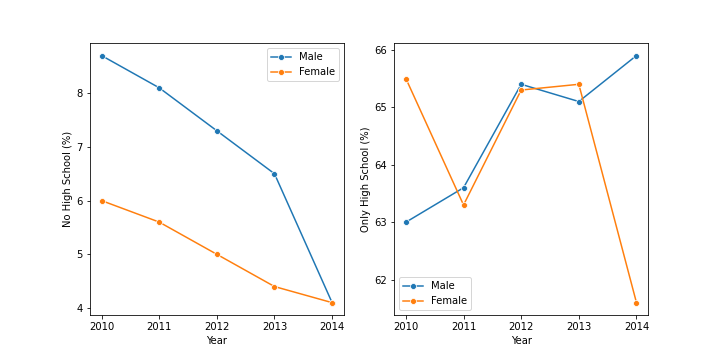 No High School (%)
8
7
6
5
4
Male
Female
2010 2011 2012 2013 2014
Year
Only High School (%)
66
65
64
63
62
Male
Female
2010 2011 2012 2013 2014
Year